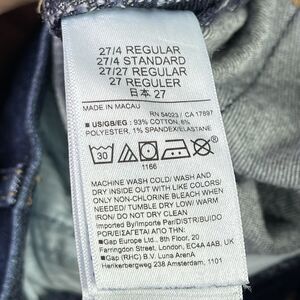 27/4 REGULAR
27/4 STANDARD
27/27 REGULAR
27 REGULER
日本 27
MADE IN MACAU
RN 54023 / CA 17897
■ US/GB/EG : 93% COTTON, 6%
POLYESTER, 1% SPANDEX/ELASTANE
30
1166
MACHINE WASH COLD/ WASH AND
DRY INSIDE OUT WITH LIKE COLORS/
ONLY NON-CHLORINE BLEACH WHEN
NEEDED/ TUMBLE DRY LOW/ WARM
IRON/ DO NOT DRY CLEAN
Imported By/Importe Par/DISTRIBUIDO
POR/ΕΙΣΑΓΕΤΑΙ ΑΠΟ THN:
■Gap Europe Ltd., 8th Floor, 20
Farringdon Street, London, EC4A 4AB, UK
■Gap (RHC) B.V. Luna ArenA
Herikerbergweg 238 Amsterdam, 1101